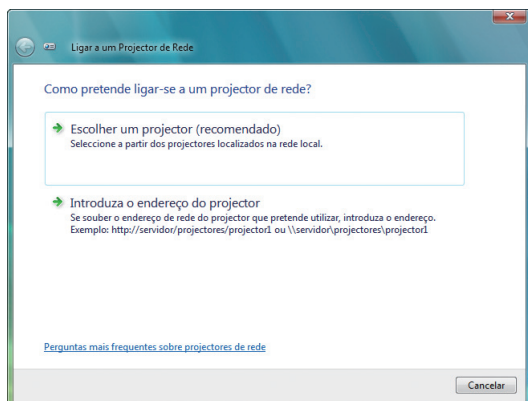 Ligar a um Projector de Rede
Como pretende ligar-se a um projector de rede?
Escolher um projector (recomendado)
Seleccione a partir dos projectores localizados na rede local.
Introduza o endereço do projector
Se souber o endereço de rede do projector que pretende utilizar, introduza o endereço.
Exemplo: http://servidor/projectores/projector1 ou \\servidor\projectores\projector1
Perguntas mais frequentes sobre projectores de rede
Cancelar